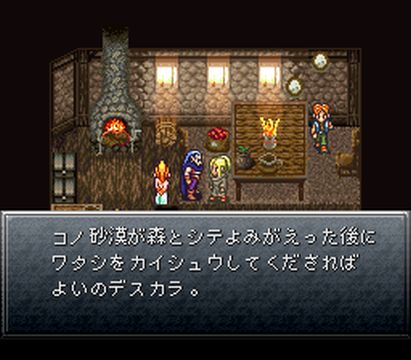 コノ砂漠が森とシテよみがえった後に
ワタシをカイシュウしてくだされば
よいのデスカラ。